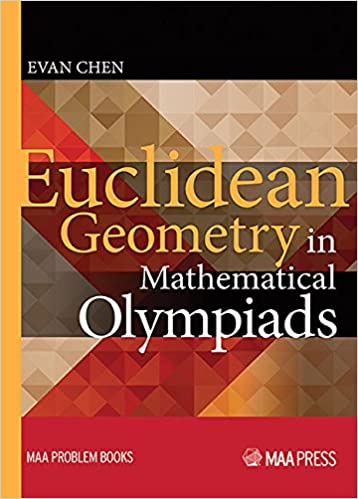 EVAN CHEN
Euclidean
Geometry in
Mathematical
Olympiads
MAA PROBLEM BOOKS
MAA PRESS